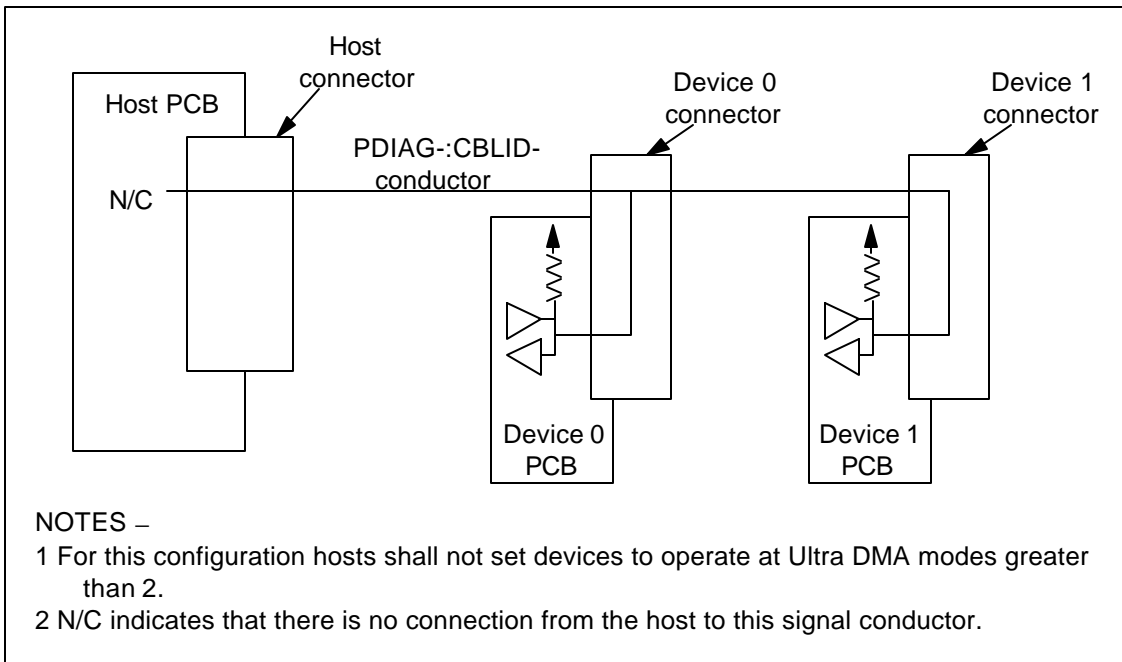 Host
connector
Device 0
connector
Device 1
connector
Host PCB
PDIAG-:CBLID-
conductor
N/C
Device 0
PCB
Device 1
PCB
NOTES –
1 For this configuration hosts shall not set devices to operate at Ultra DMA modes greater
than 2.
2 N/C indicates that there is no connection from the host to this signal conductor.